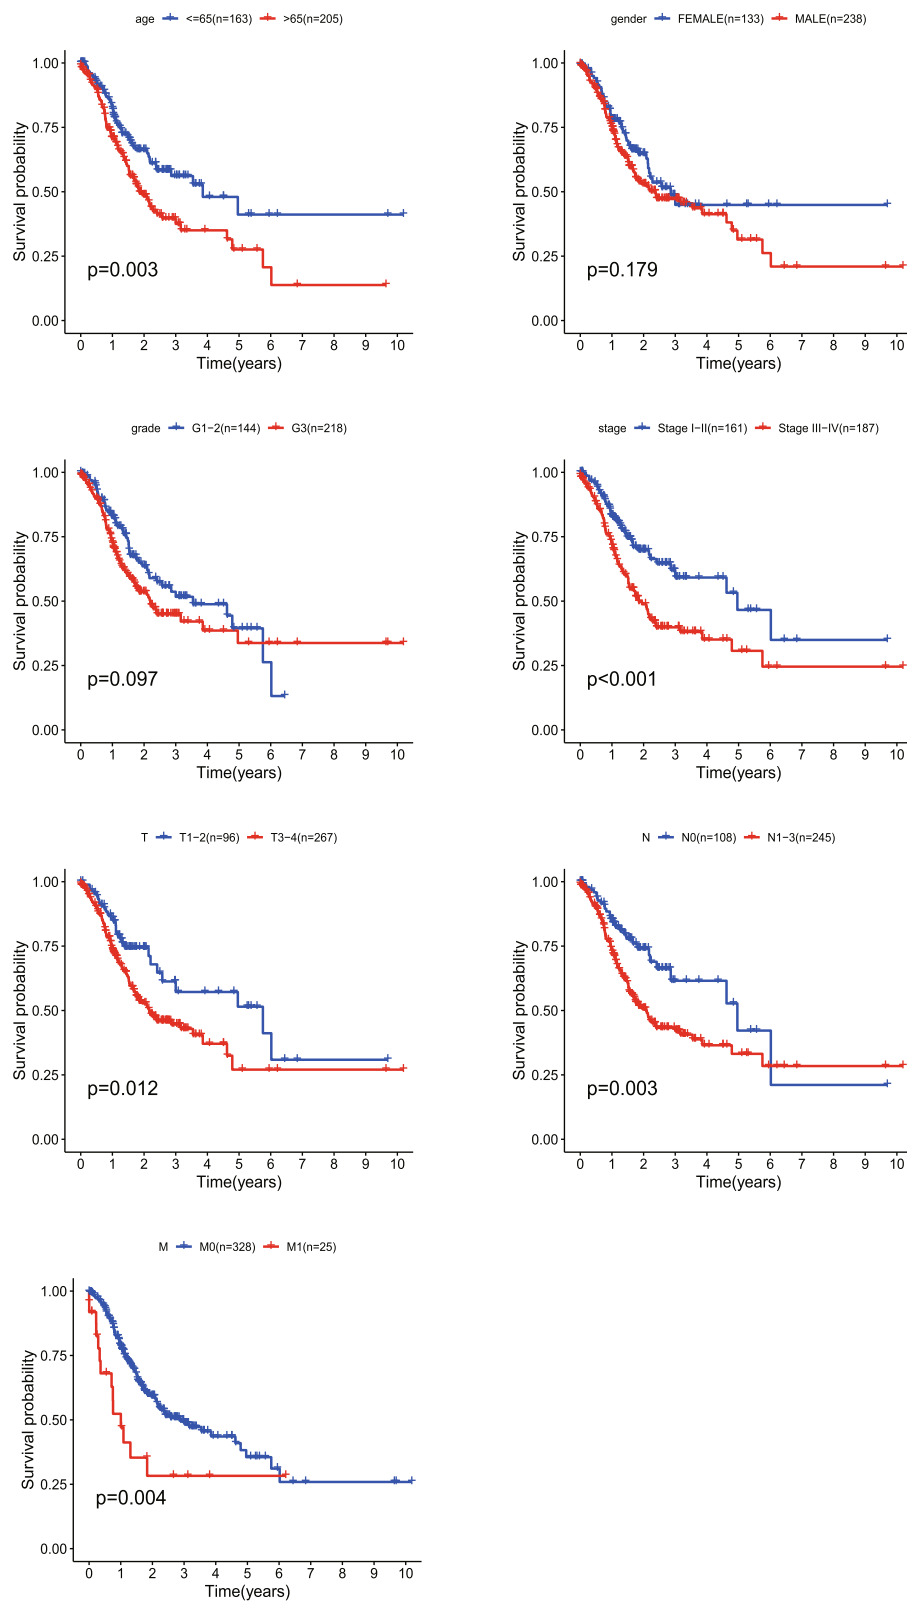 age <=65(n=163) >65(n=205)
1.00
0.75
0.50
0.25
0.00
Survival probability
p=0.003
0 1 2 3 4 5 6 7 8 9 10
Time(years)
gender FEMALE(n=133) MALE(n=238)
1.00
0.75
0.50
0.25
0.00
Survival probability
p=0.179
0 1 2 3 4 5 6 7 8 9 10
Time(years)
grade G1−2(n=144) G3(n=218)
1.00
0.75
0.50
0.25
0.00
Survival probability
p=0.097
0 1 2 3 4 5 6 7 8 9 10
Time(years)
stage Stage I−II(n=161) Stage III−IV(n=187)
1.00
0.75
0.50
0.25
0.00
Survival probability
p<0.001
0 1 2 3 4 5 6 7 8 9 10
Time(years)
T T1−2(n=96) T3−4(n=267)
1.00
0.75
0.50
0.25
0.00
Survival probability
p=0.012
0 1 2 3 4 5 6 7 8 9 10
Time(years)
N N0(n=108) N1−3(n=245)
1.00
0.75
0.50
0.25
0.00
Survival probability
p=0.003
0 1 2 3 4 5 6 7 8 9 10
Time(years)
M M0(n=328) M1(n=25)
1.00
0.75
0.50
0.25
0.00
Survival probability
p=0.004
0 1 2 3 4 5 6 7 8 9 10
Time(years)